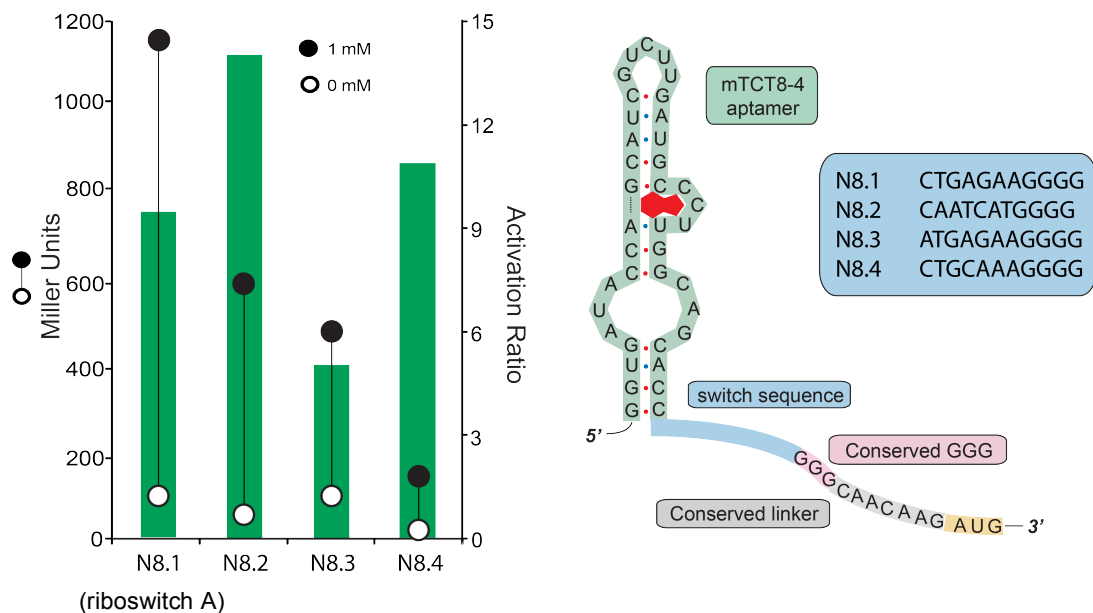 1200
1000
800
600
400
200
0
Miller Units
15
12
9
6
3
0
Activation Ratio
1 mM
0 mM
N8.1 N8.2 N8.3 N8.4
(riboswitch A)
mTCT8-4
aptamer
N8.1 CTGAGAAGGGG
N8.2 CAATCATGGGG
N8.3 ATGAGAAGGGG
N8.4 CTGCAAAGGGG
GGUGAUACCAGCAUCGUCUUGAUGCCCUUGGCAGCACC
switch sequence
5’
Conserved GGG
GGGCAACAAGAUG
3’
Conserved linker